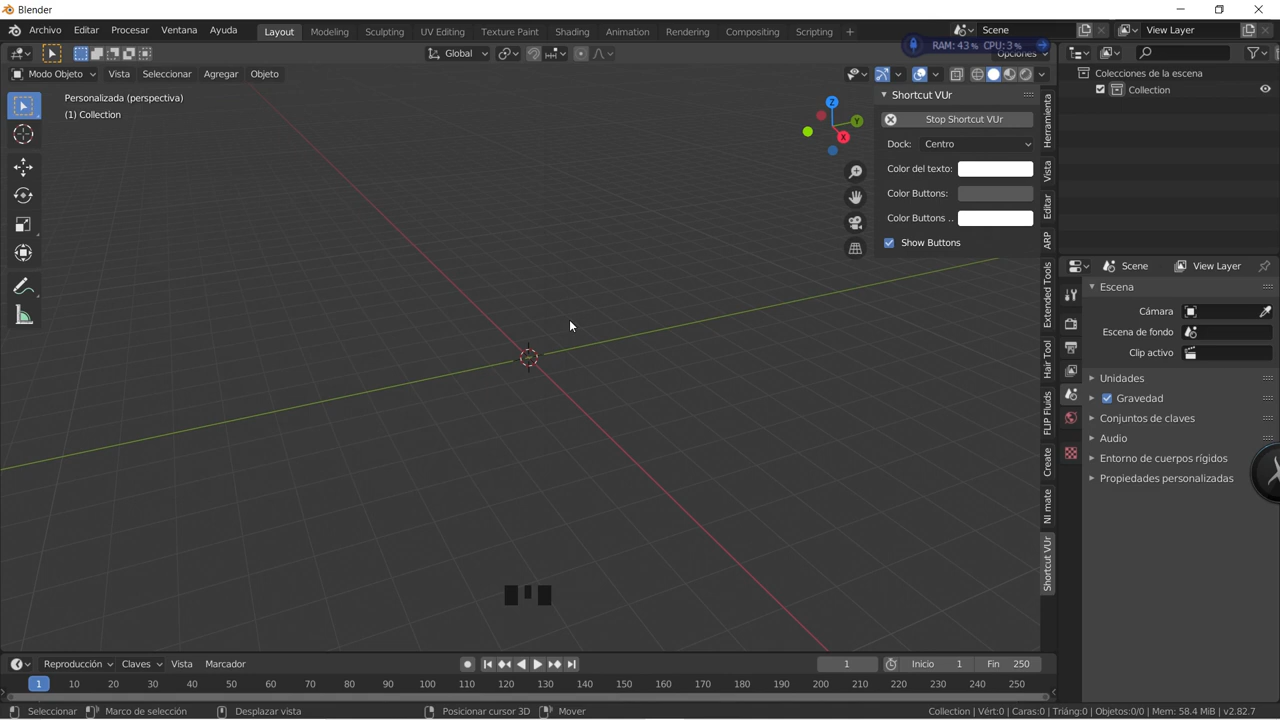 Blender
Archivo Editar Procesar Ventana Ayuda Layout Modeling Sculpting UV Editing Texture Paint Shading Animation Rendering Compositing Scripting + Scene View Layer
RAM: 43 % CPU: 3 %
Global Opciones
Modo Objeto Vista Seleccionar Agregar Objeto
Personalizada (perspectiva)
(1) Collection
Z
Y
X
Shortcut VUr
Stop Shortcut VUr
Dock: Centro
Color del texto:
Color Buttons:
Color Buttons ..
Show Buttons
Herramienta
Vista
Editar
ARP
Extended Tools
Hair Tool
FLIP Fluids
Create
NI mate
Shortcut VUr
Colecciones de la escena
Collection
Scene View Layer
Escena
Cámara
Escena de fondo
Clip activo
Unidades
Gravedad
Conjuntos de claves
Audio
Entorno de cuerpos rígidos
Propiedades personalizadas
Reproducción Claves Vista Marcador 1 Inicio 1 Fin 250
1 10 20 30 40 50 60 70 80 90 100 110 120 130 140 150 160 170 180 190 200 210 220 230 240 250
Seleccionar Marco de selección Desplazar vista Posicionar cursor 3D Mover Collection | Vért:0 | Caras:0 | Triáng:0 | Objetos:0/0 | Mem: 58.4 MiB | v2.82.7